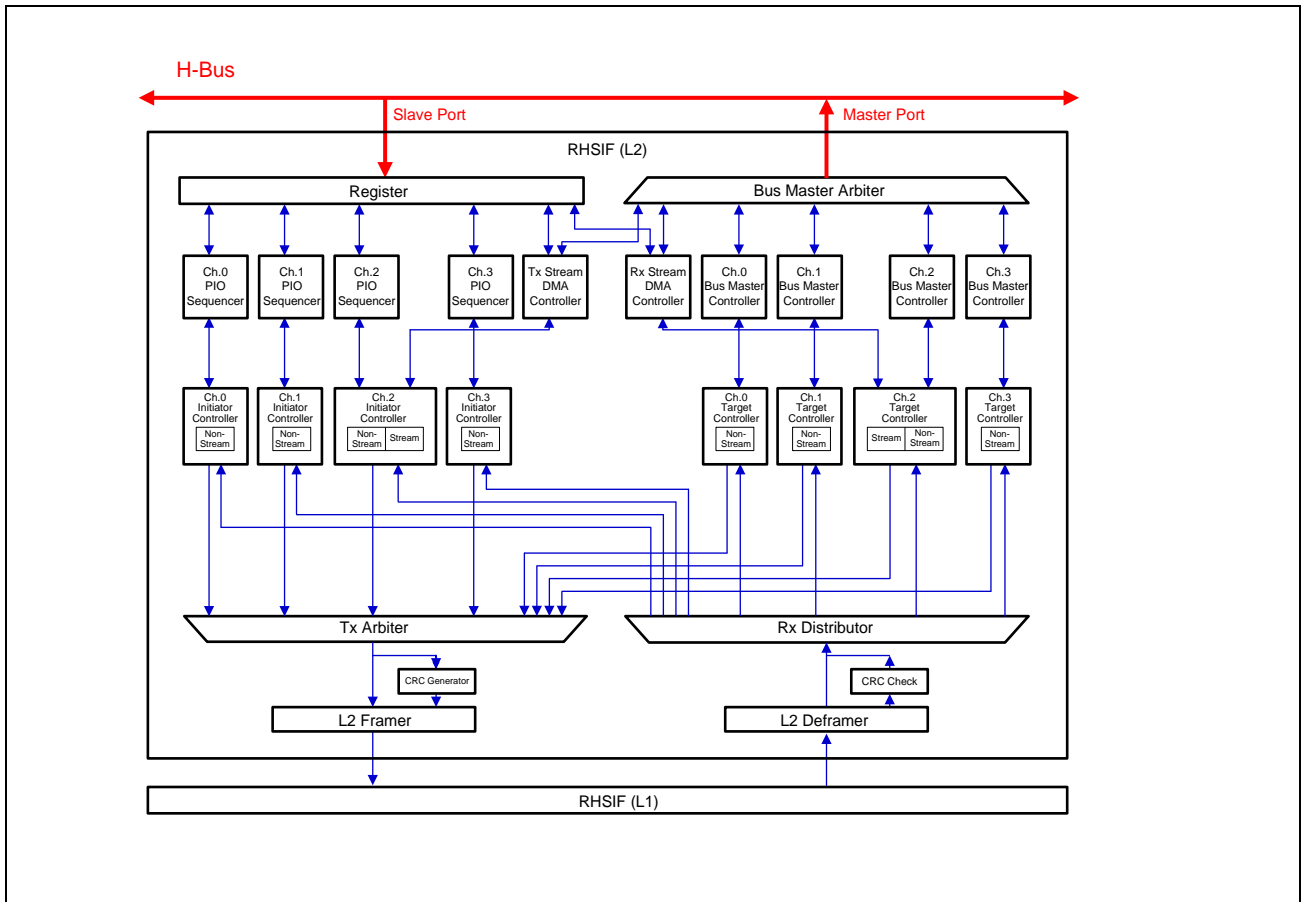 H-Bus
Slave Port
Master Port
RHSIF (L2)
Register
Bus Master Arbiter
Ch.0
PIO
Sequencer
Ch.1
PIO
Sequencer
Ch.2
PIO
Sequencer
Ch.3
PIO
Sequencer
Tx Stream
DMA
Controller
Rx Stream
DMA
Controller
Ch.0
Bus Master
Controller
Ch.1
Bus Master
Controller
Ch.2
Bus Master
Controller
Ch.3
Bus Master
Controller
Ch.0
Initiator
Controller
Non-
Stream
Ch.1
Initiator
Controller
Non-
Stream
Ch.2
Initiator
Controller
Non-
Stream
Stream
Ch.3
Initiator
Controller
Non-
Stream
Ch.0
Target
Controller
Non-
Stream
Ch.1
Target
Controller
Non-
Stream
Ch.2
Target
Controller
Stream
Non-
Stream
Ch.3
Target
Controller
Non-
Stream
Tx Arbiter
Rx Distributor
CRC Generator
CRC Check
L2 Framer
L2 Deframer
RHSIF (L1)